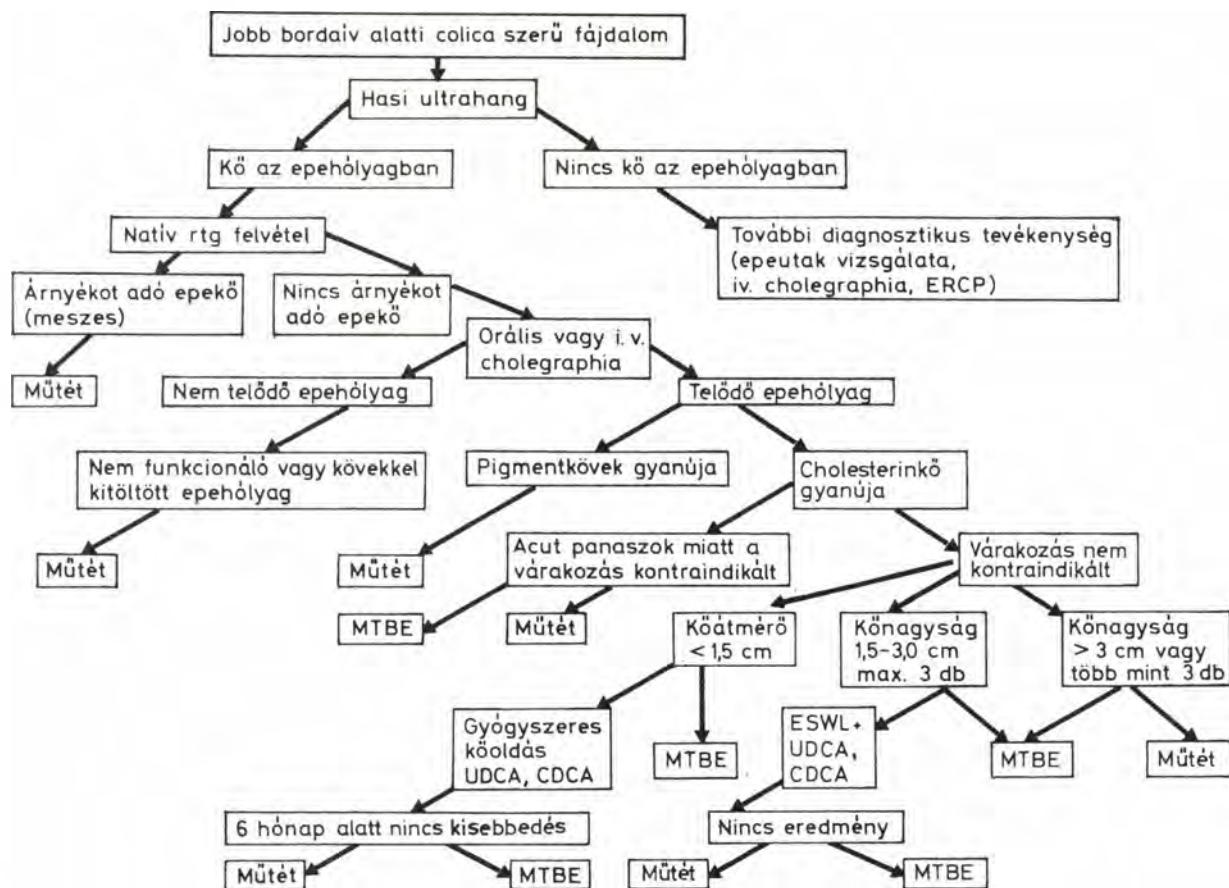 Jobb bordaív alatti colica szerű fájdalom
Hasi ultrahang
Kő az epehólyagban
Nincs kő az epehólyagban
Natív rtg felvétel
További diagnosztikus tevékenység
(epeutak vizsgálata,
iv. cholegraphia, ERCP)
Árnyékot adó epekő
(meszes)
Nincs árnyékot
adó epekő
Orális vagy i. v.
cholegraphia
Műtét
Nem telődő epehólyag
Telődő epehólyag
Nem funkcionáló vagy kövekkel
kitöltött epehólyag
Pigmentkövek gyanúja
Cholesterinkő
gyanúja
Műtét
Műtét
Acut panaszok miatt a
várakozás kontraindikált
Várakozás nem
kontraindikált
MTBE
Műtét
Kőátmérő
< 1,5 cm
Kőnagyság
1,5-3,0 cm
max. 3 db
Kőnagyság
> 3 cm vagy
több mint 3 db
Gyógyszeres
kőoldás
UDCA, CDCA
MTBE
ESWL+
UDCA,
CDCA
MTBE
Műtét
6 hónap alatt nincs kisebbedés
Nincs eredmény
Műtét
MTBE
Műtét
MTBE